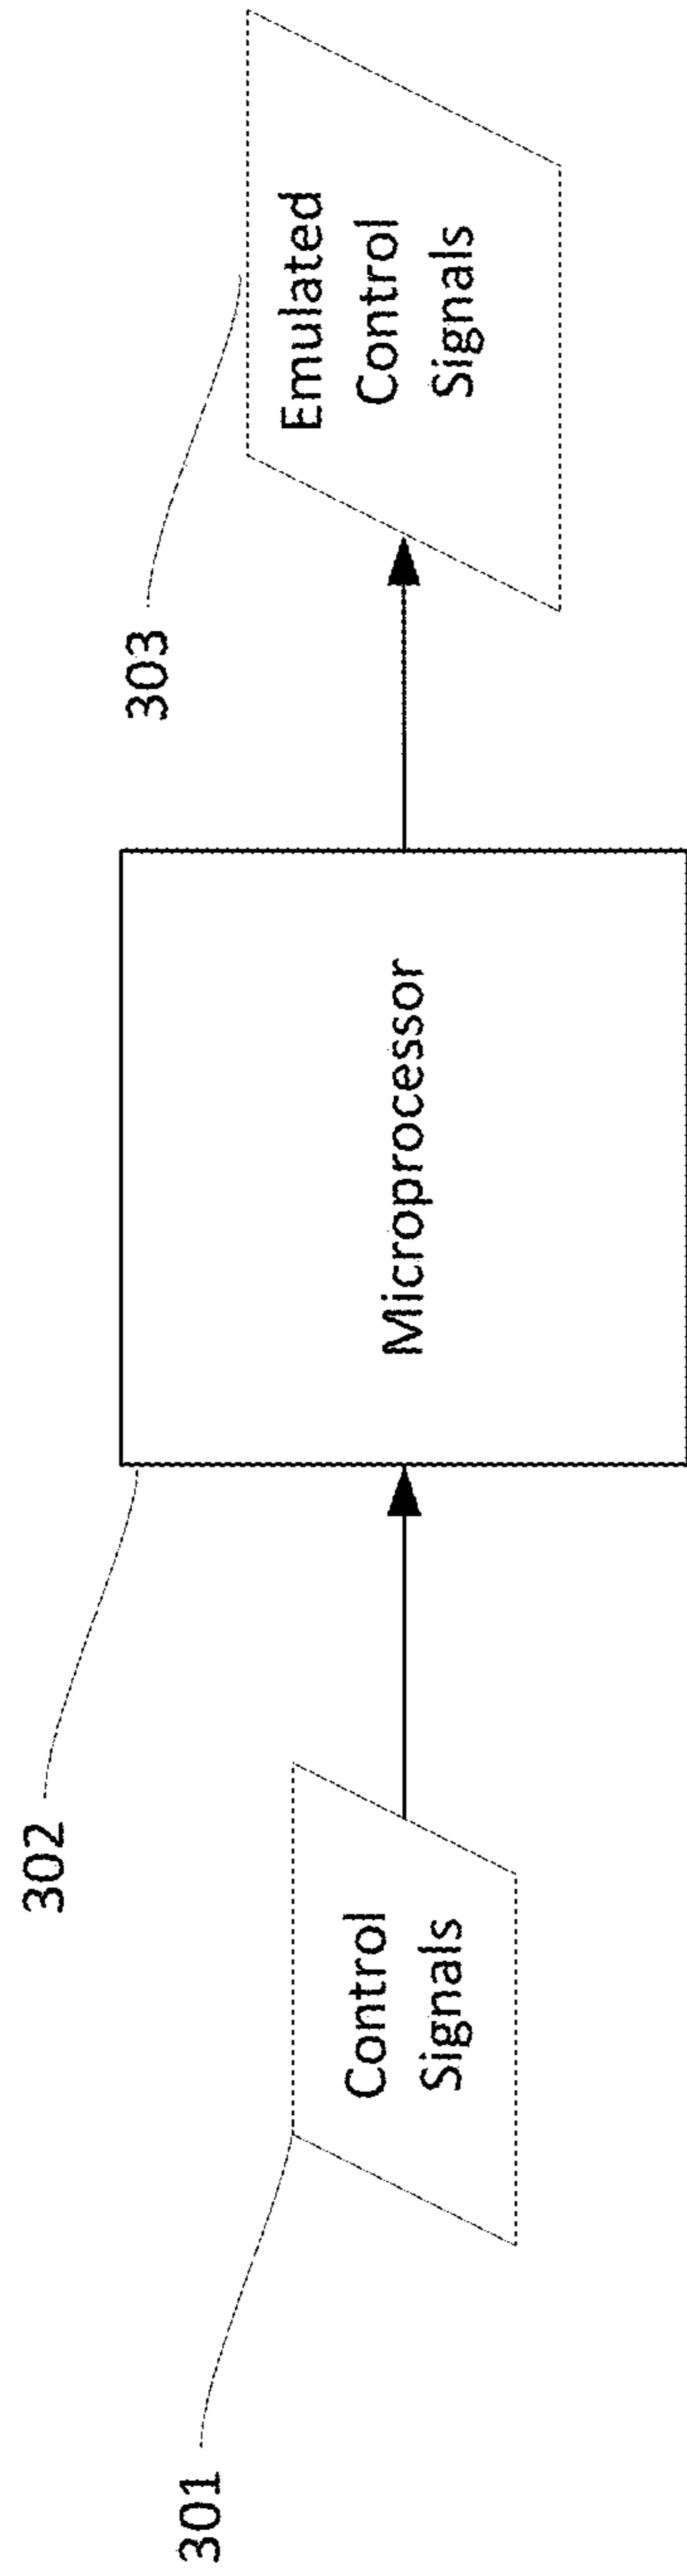 301
Control
Signals
302
Microprocessor
303
Emulated
Control
Signals